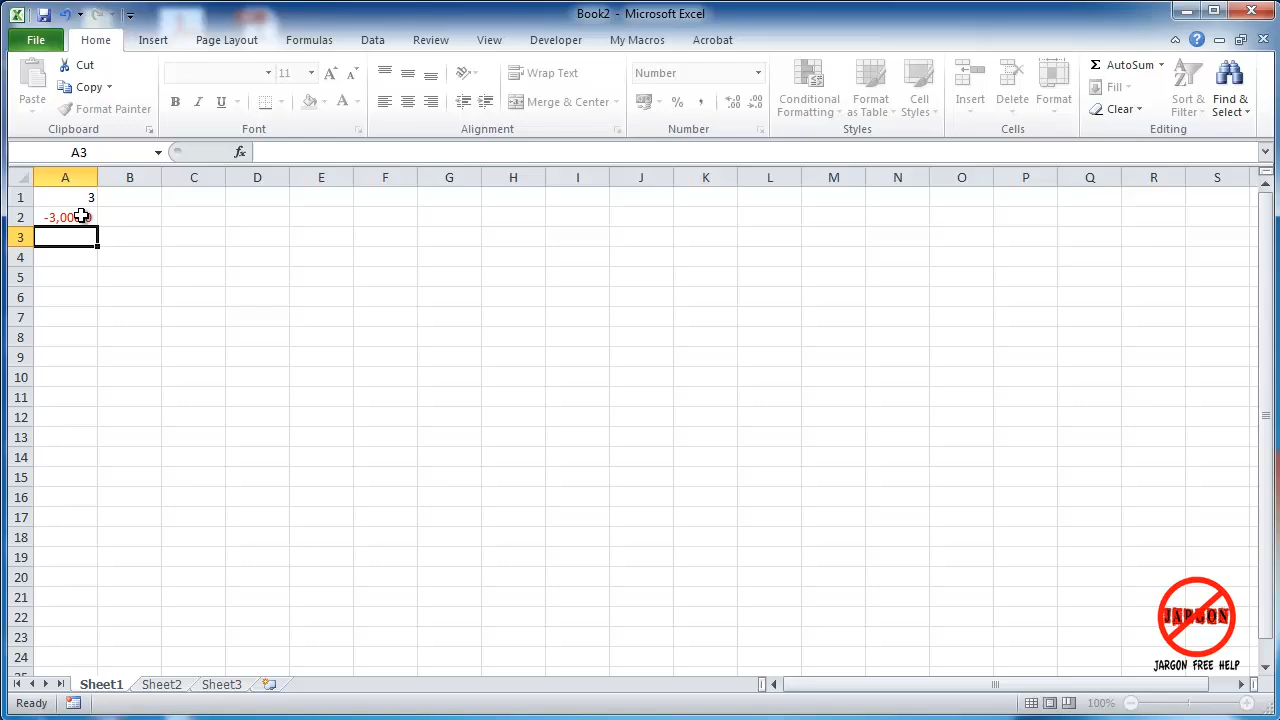 Book2 - Microsoft Excel
File Home Insert Page Layout Formulas Data Review View Developer My Macros Acrobat
Paste
Cut
Copy
Format Painter
Clipboard
11
B I U A
Font
Wrap Text
Merge & Center
Alignment
Number
% , .00 .0
Number
Conditional Formatting
Format as Table
Cell Styles
Styles
Insert Delete Format
Cells
Σ AutoSum
Fill
Clear
Sort & Filter
Find & Select
Editing
A3 fx
A B C D E F G H I J K L M N O P Q R S
1 3
2
3
4
5
6
7
8
9
10
11
12
13
14
15
16
17
18
19
20
21
22
23
24
JARGON
JARGON FREE HELP
Sheet1 Sheet2 Sheet3
Ready 100%